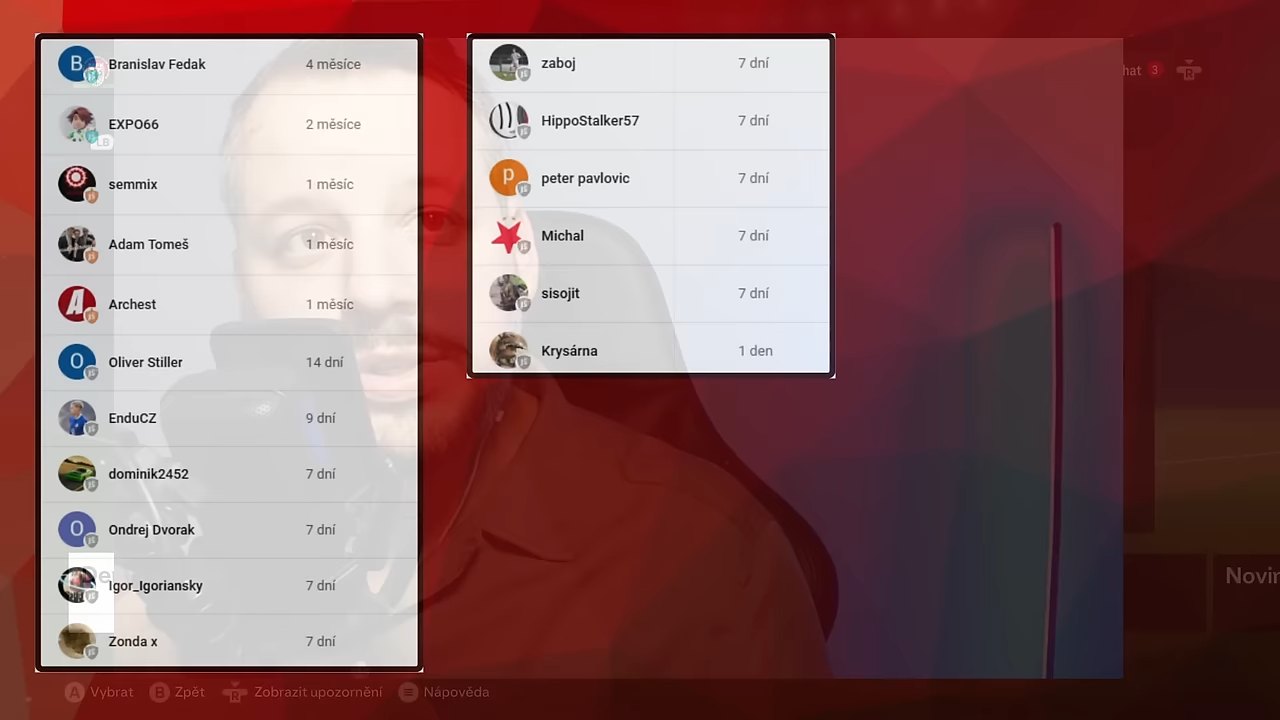 Branislav Fedak 4 měsíce
EXPO66 2 měsíce
LB
semmix 1 měsíc
Adam Tomeš 1 měsíc
Archest 1 měsíc
Oliver Stiller 14 dní
EnduCZ 9 dní
dominik2452 7 dní
Ondrej Dvorak 7 dní
Igor_Igoriansky 7 dní
Zonda x 7 dní
zaboj 7 dní
HippoStalker57 7 dní
peter pavlovic 7 dní
Michal 7 dní
sisojit 7 dní
Krysárna 1 den
hat 3 R
Novin
A Vybrat B Zpět R Zobrazit upozornění Nápověda